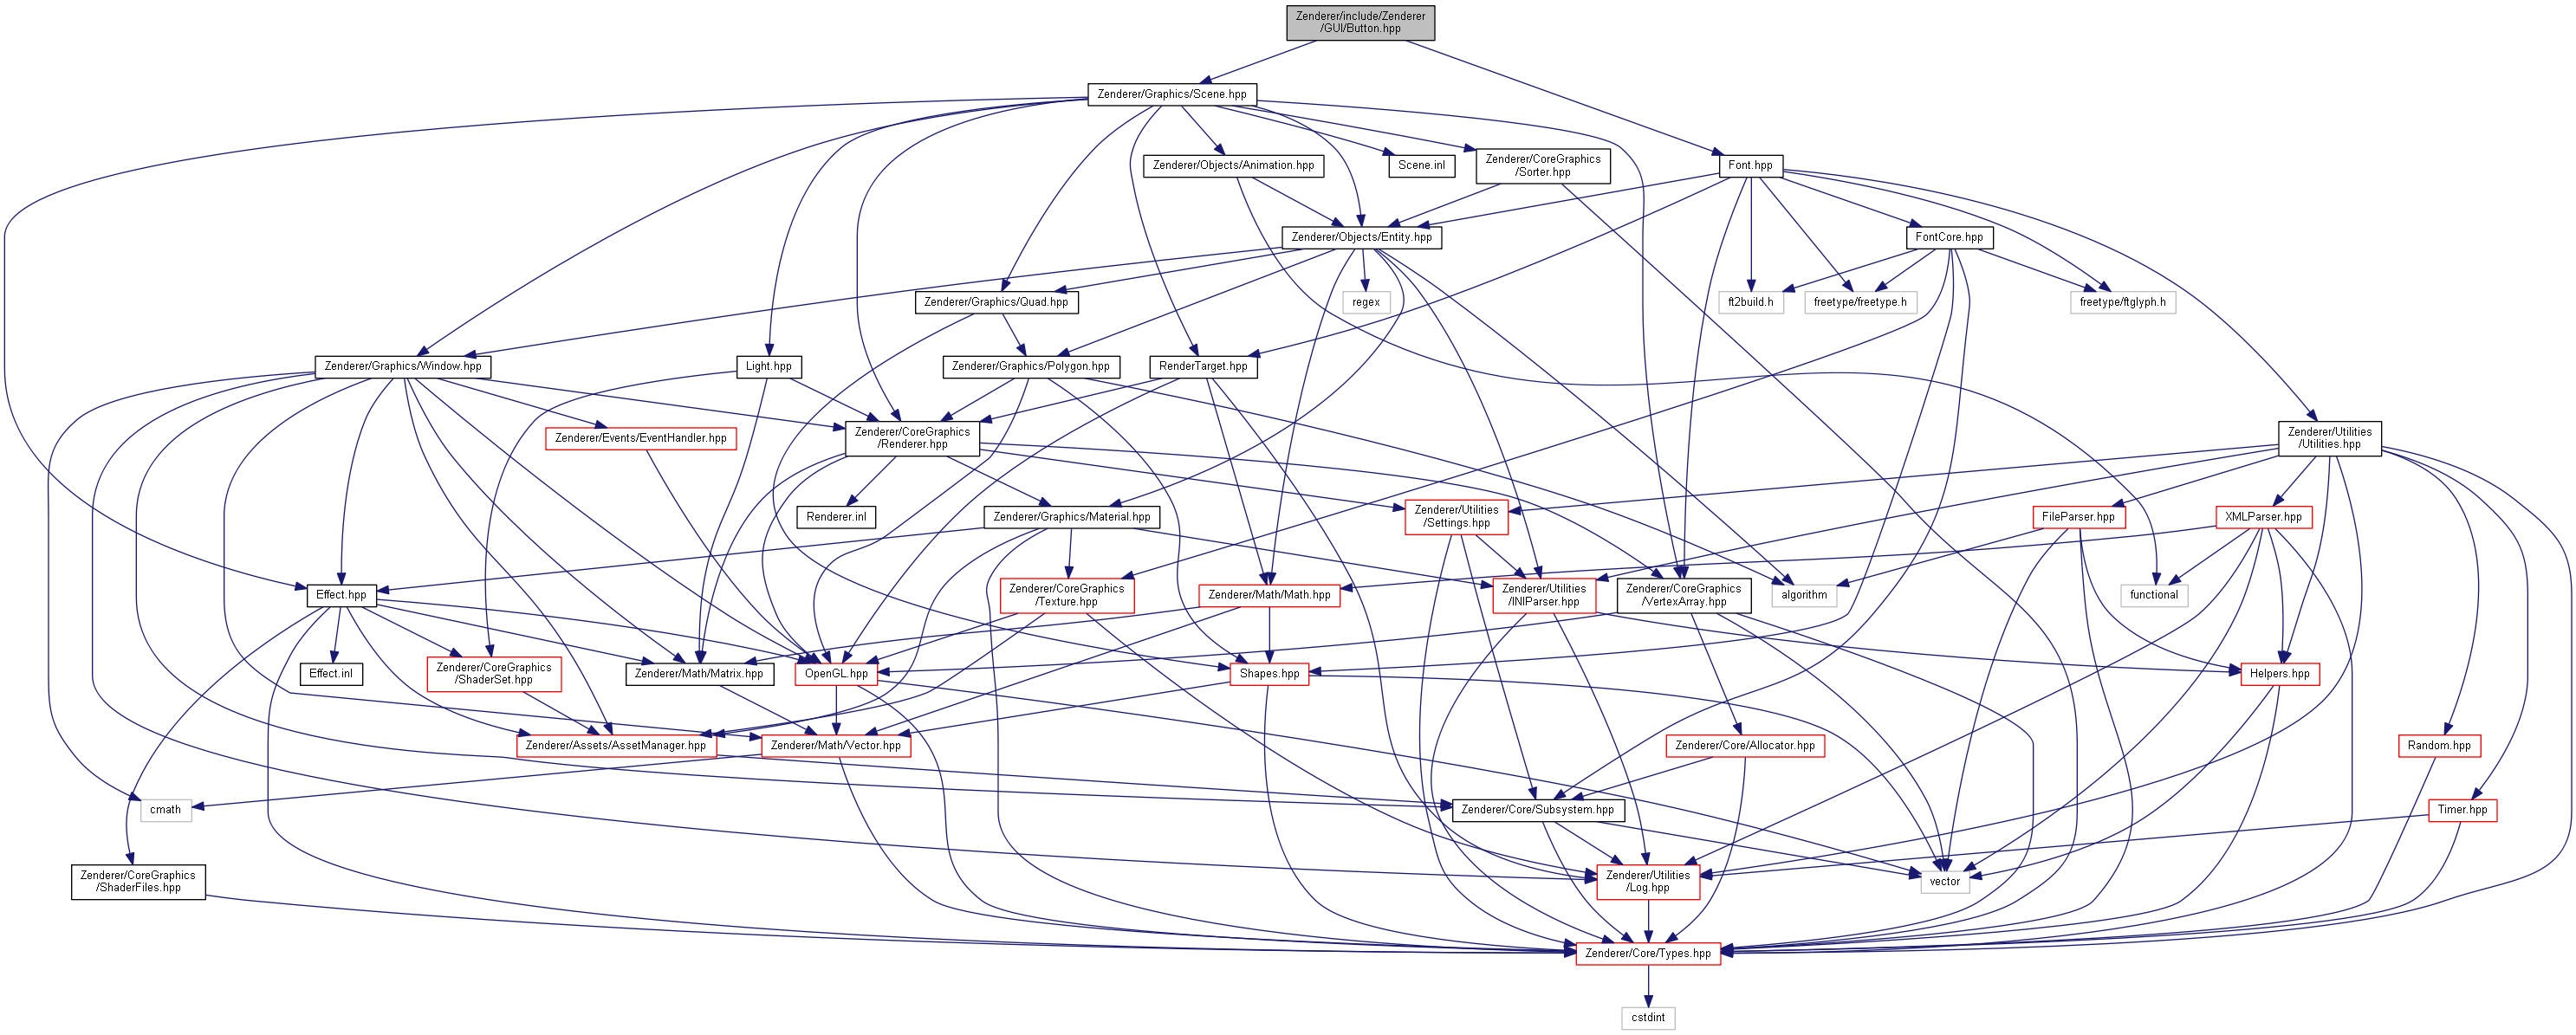 Zenderer/include/Zenderer
/GUI/Button.hpp
Zenderer/Graphics/Scene.hpp
Zenderer/Objects/Animation.hpp
Scene.inl
Zenderer/CoreGraphics
/Sorter.hpp
Font.hpp
Zenderer/Objects/Entity.hpp
FontCore.hpp
Zenderer/Graphics/Quad.hpp
regex
ft2build.h
freetype/freetype.h
freetype/ftglyph.h
Zenderer/Graphics/Window.hpp
Light.hpp
Zenderer/Graphics/Polygon.hpp
RenderTarget.hpp
Zenderer/Events/EventHandler.hpp
Zenderer/CoreGraphics
/Renderer.hpp
Zenderer/Utilities
/Utilities.hpp
Renderer.inl
Zenderer/Graphics/Material.hpp
Zenderer/Utilities
/Settings.hpp
FileParser.hpp
XMLParser.hpp
Effect.hpp
Zenderer/CoreGraphics
/Texture.hpp
Zenderer/Math/Math.hpp
Zenderer/Utilities
/INIParser.hpp
Zenderer/CoreGraphics
/VertexArray.hpp
algorithm
functional
Effect.inl
Zenderer/CoreGraphics
/ShaderSet.hpp
Zenderer/Math/Matrix.hpp
OpenGL.hpp
Shapes.hpp
Helpers.hpp
Zenderer/Assets/AssetManager.hpp
Zenderer/Math/Vector.hpp
Zenderer/Core/Allocator.hpp
Random.hpp
cmath
Zenderer/Core/Subsystem.hpp
Timer.hpp
Zenderer/CoreGraphics
/ShaderFiles.hpp
Zenderer/Utilities
/Log.hpp
vector
Zenderer/Core/Types.hpp
cstdint